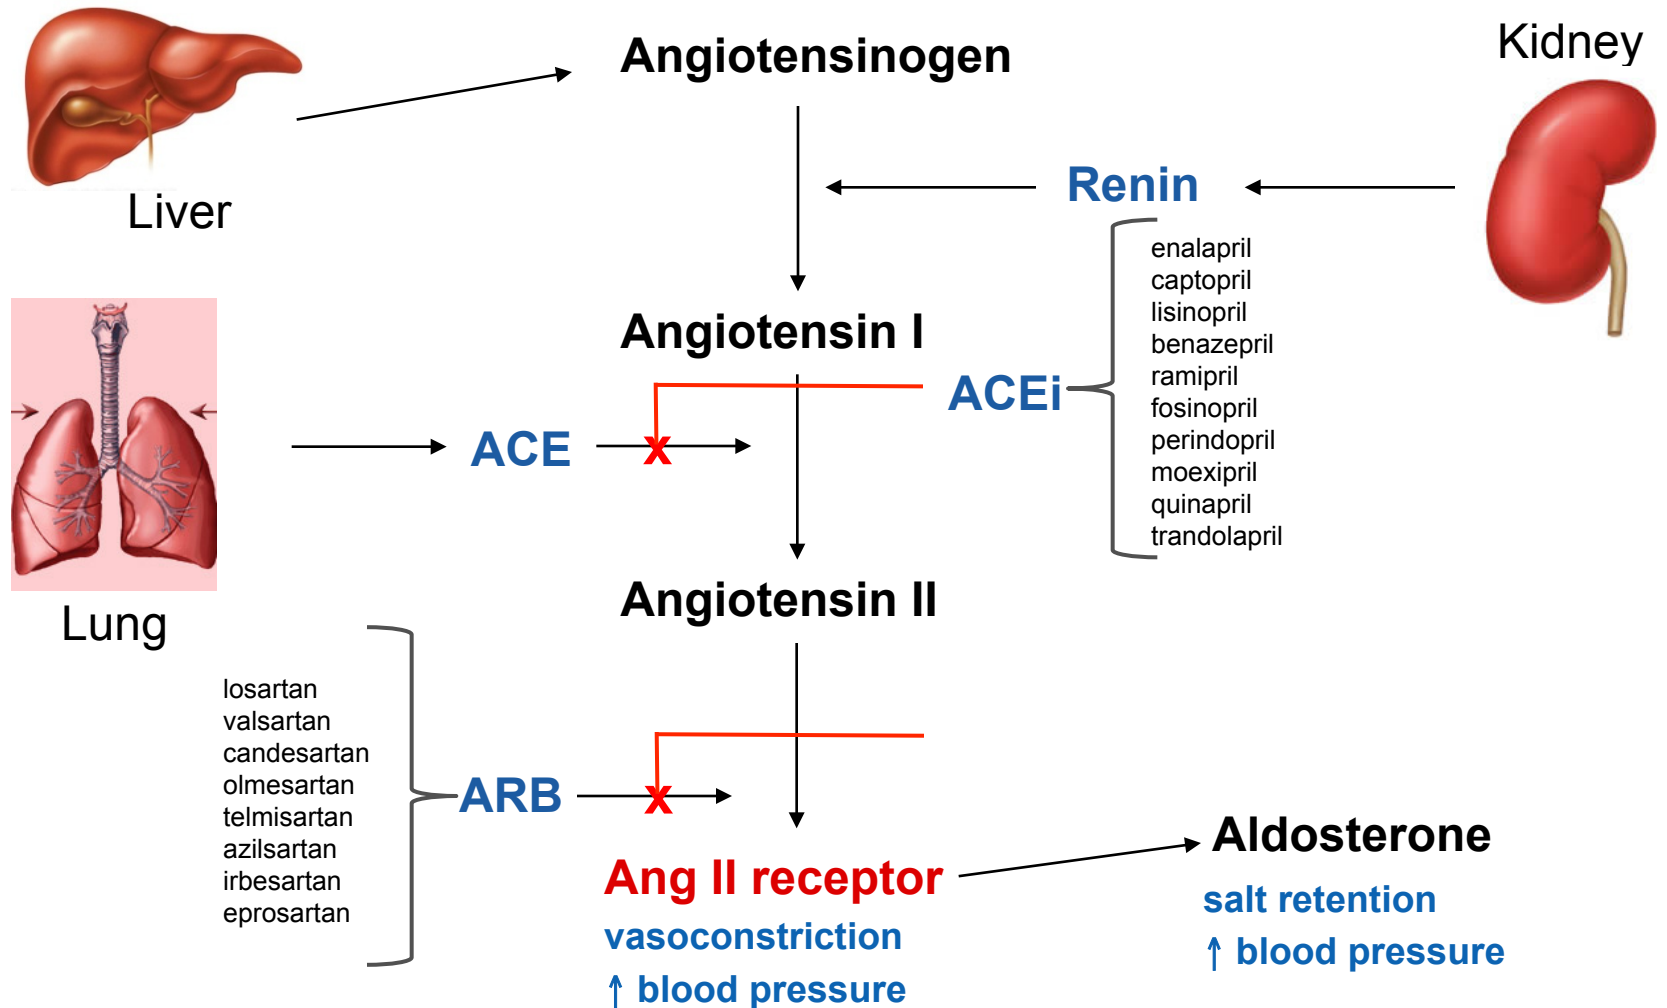 Angiotensinogen
Kidney
Liver
Renin
enalapril
captopril
lisinopril
benazepril
ramipril
fosinopril
perindopril
moexipril
quinapril
trandolapril
Angiotensin I
ACEi
ACE
X
Lung
Angiotensin II
losartan
valsartan
candesartan
olmesartan
telmisartan
azilsartan
irbesartan
eprosartan
ARB
X
Ang II receptor
vasoconstriction
↑ blood pressure
Aldosterone
salt retention
↑ blood pressure